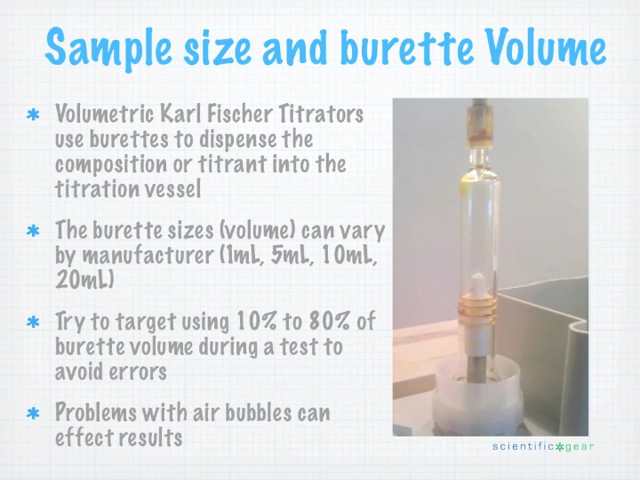 Sample size and burette Volume
Volumetric Karl Fischer Titrators
use burettes to dispense the
composition or titrant into the
titration vessel
The burette sizes (volume) can vary
by manufacturer (1mL, 5mL, 10mL,
20mL)
Try to target using 10% to 80% of
burette volume during a test to
avoid errors
Problems with air bubbles can
effect results
scientific*gear